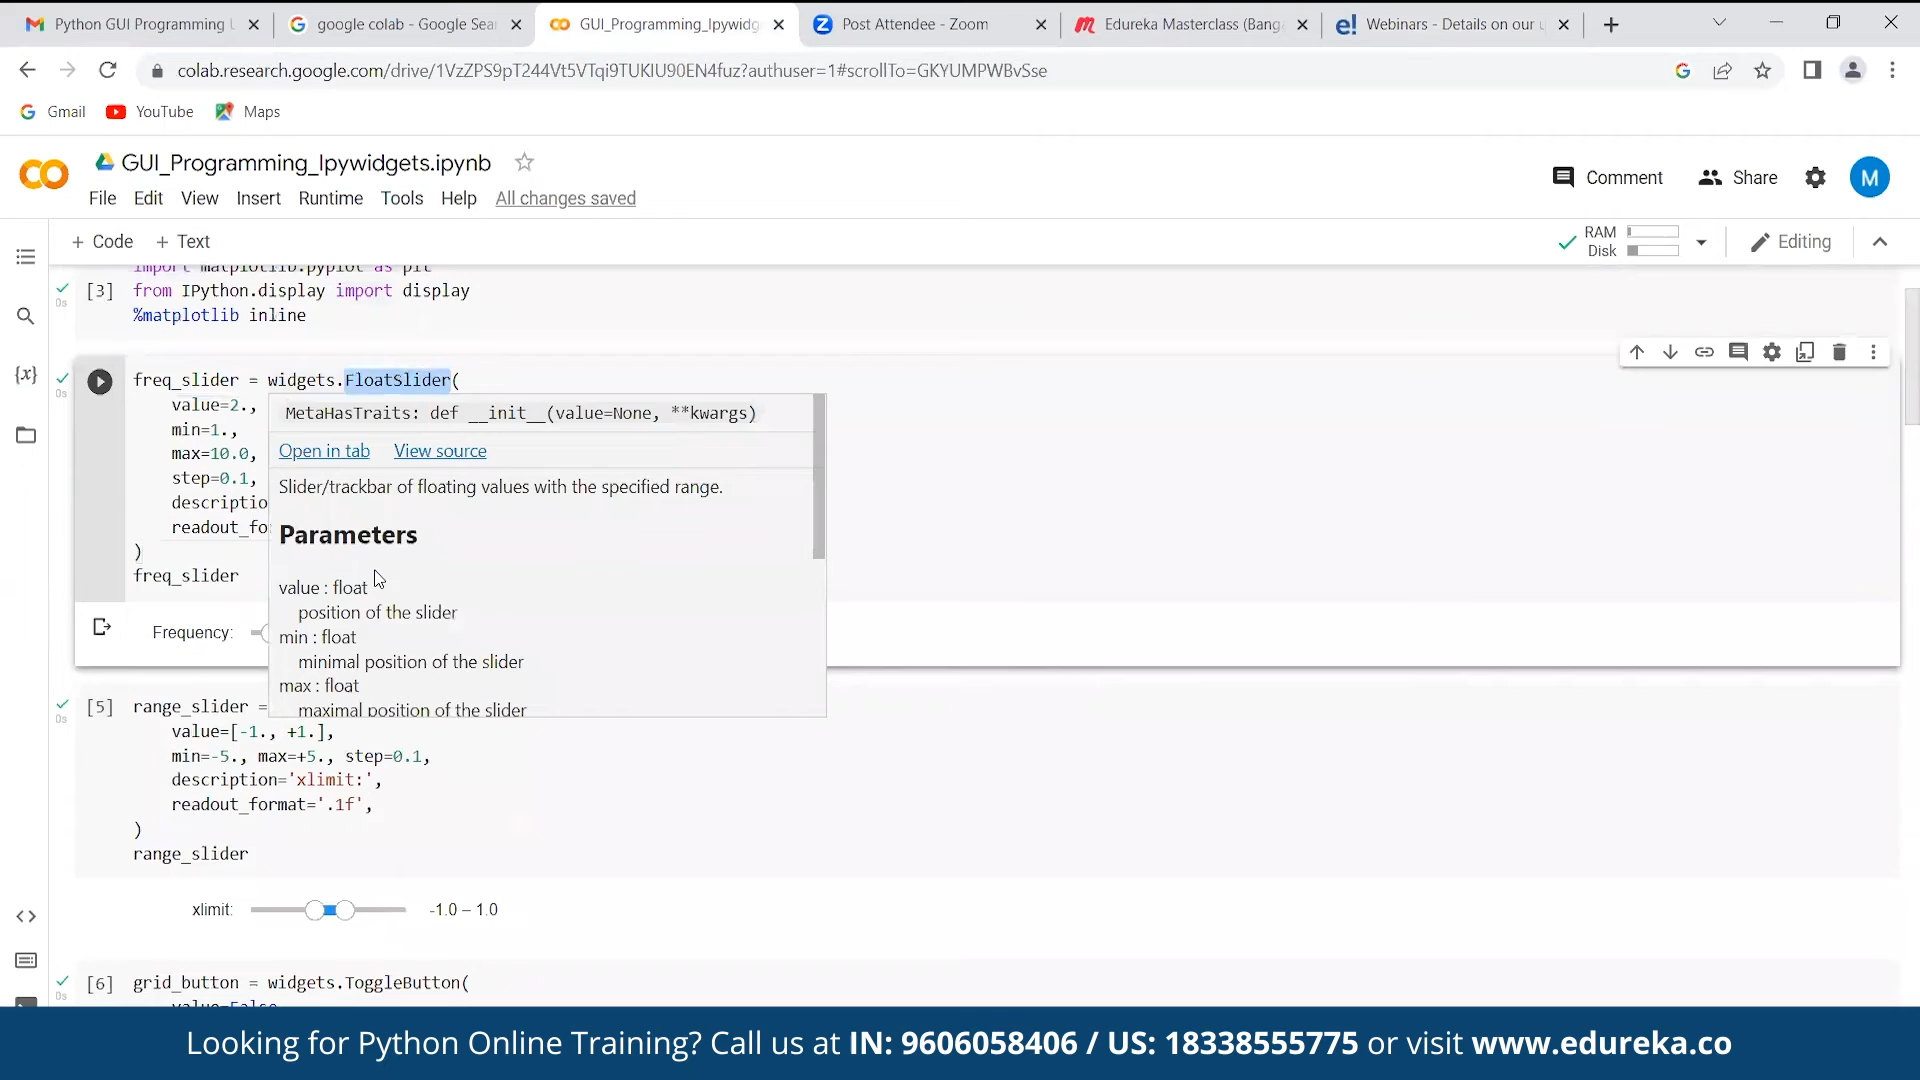 Python GUI Programming
google colab - Google Sea
GUI_Programming_Ipywidg
Post Attendee - Zoom
Edureka Masterclass (Bang
Webinars - Details on our u
colab.research.google.com/drive/1VzZPS9pT244Vt5VTqi9TUKIU90EN4fuz?authuser=1#scrollTo=GKYUMPWBvSse
Gmail YouTube Maps
GUI_Programming_Ipywidgets.ipynb
Comment Share M
File Edit View Insert Runtime Tools Help All changes saved
+ Code + Text
RAM
Disk
Editing
import matplotlib.pyplot as plt
[3] from IPython.display import display
0s
%matplotlib inline
freq_slider = widgets.FloatSlider(
0s
value=2.,
min=1.,
max=10.0,
step=0.1,
descriptio
readout_fo
)
freq_slider
MetaHasTraits: def __init__(value=None, **kwargs)
Open in tab View source
Slider/trackbar of floating values with the specified range.
Parameters
value : float
position of the slider
min : float
minimal position of the slider
max : float
maximal position of the slider
Frequency:
[5] range_slider =
0s
value=[-1., +1.],
min=-5., max=+5., step=0.1,
description='xlimit:',
readout_format='.1f',
)
range_slider
xlimit: -1.0 – 1.0
[6] grid_button = widgets.ToggleButton(
0s
value=False
Looking for Python Online Training? Call us at IN: 9606058406 / US: 18338555775 or visit www.edureka.co